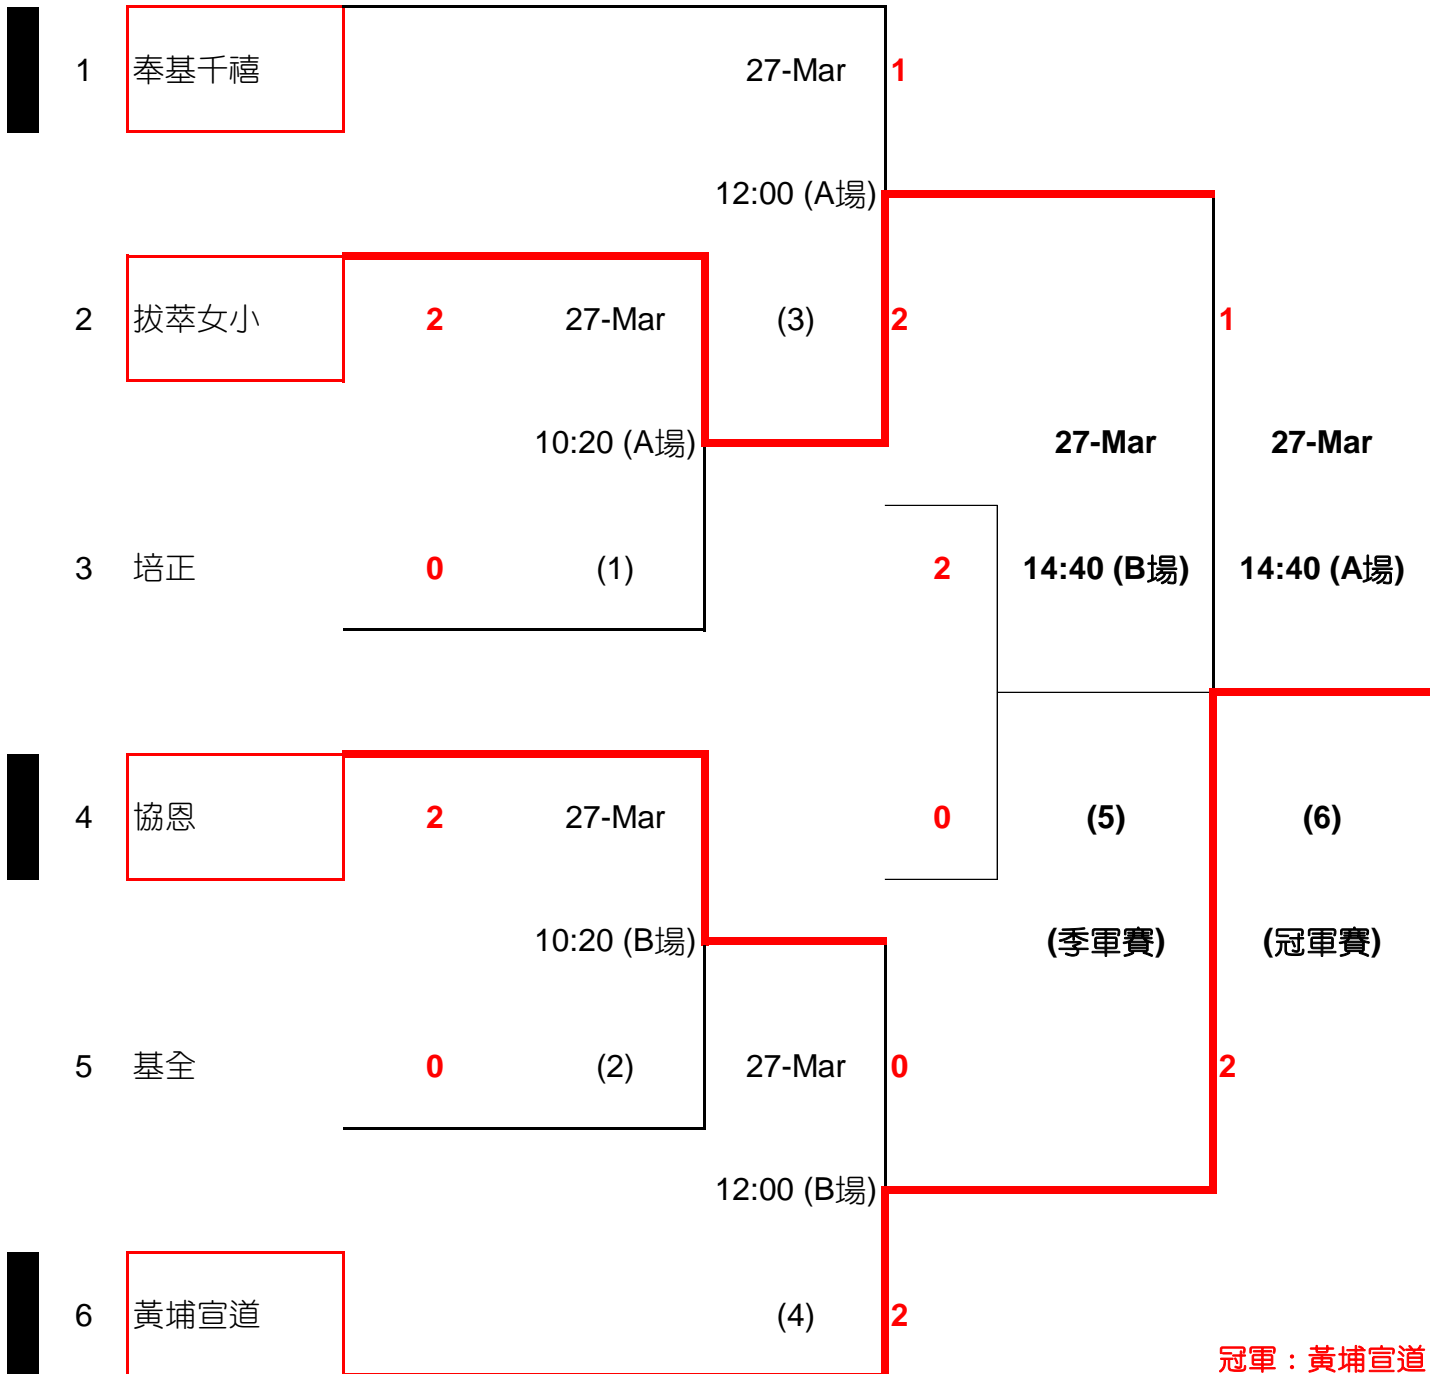 1 奉基千禧 27-Mar 1
12:00 (A場)
2 拔萃女小 2 27-Mar (3) 2 1
10:20 (A場) 27-Mar 27-Mar
3 培正 0 (1) 2 14:40 (B場) 14:40 (A場)
4 協恩 2 27-Mar 0 (5) (6)
10:20 (B場) (季軍賽) (冠軍賽)
5 基全 0 (2) 27-Mar 0 2
12:00 (B場)
6 黃埔宣道 (4) 2
冠軍：黃埔宣道